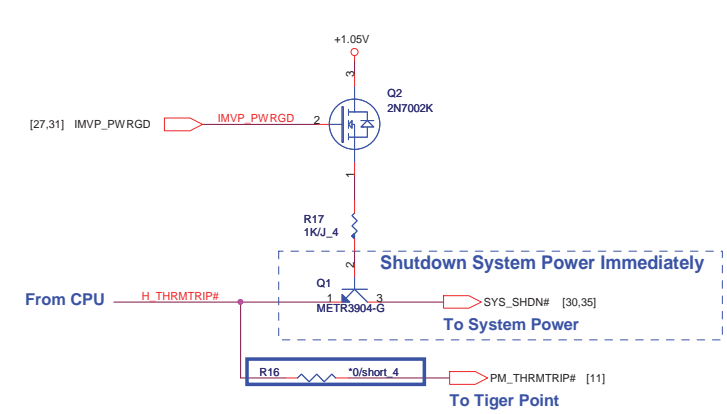 +1.05V
3
Q2
2N7002K
[27,31] IMVP_PWRGD
IMVP_PWRGD
2
1
R17
1K/J_4
2
Shutdown System Power Immediately
Q1
From CPU
H_THRMTRIP#
1
3
SYS_SHDN# [30,35]
METR3904-G
To System Power
R16
*0/short_4
PM_THRMTRIP# [11]
To Tiger Point